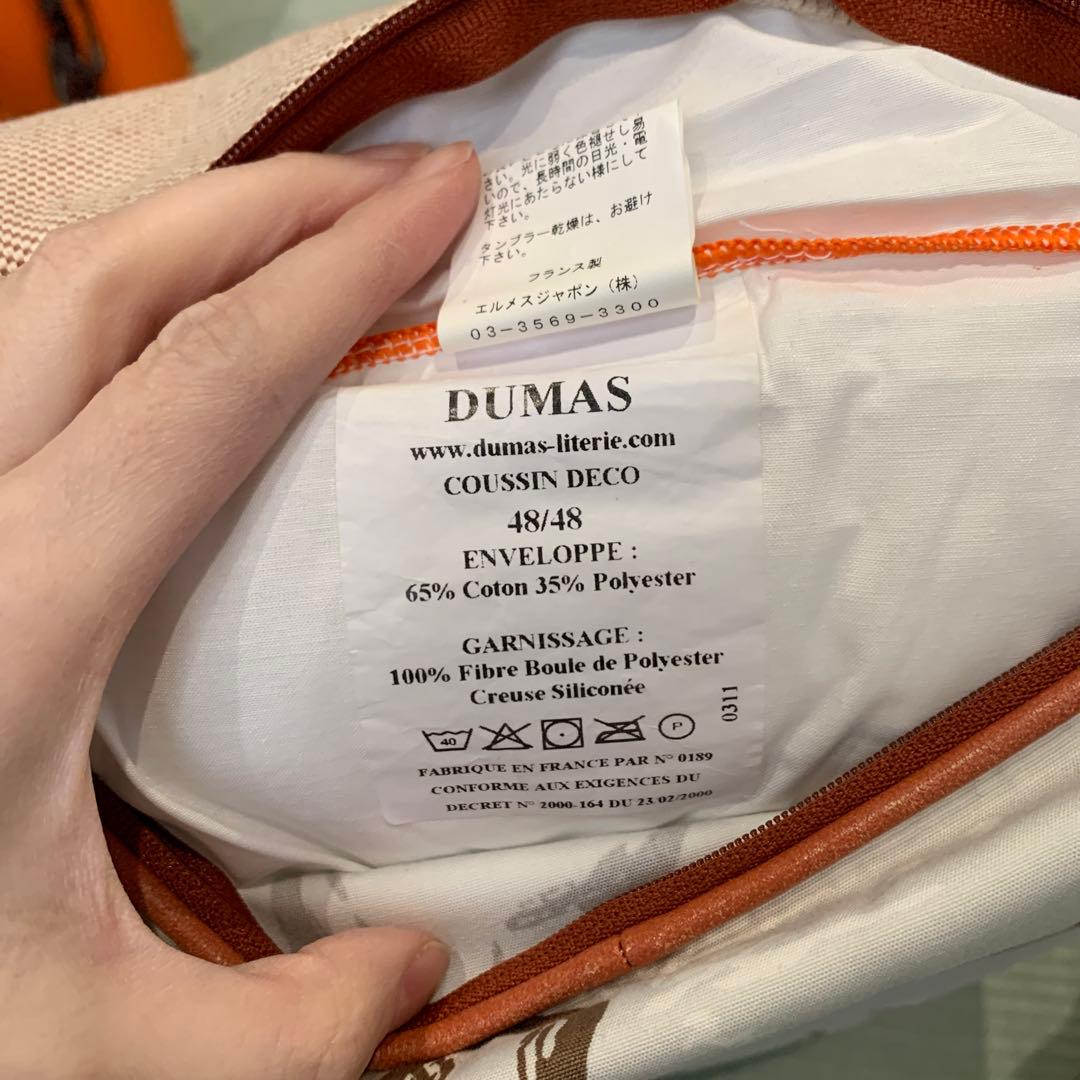 さい。光に弱く色褪せし易
いので、長時間の日光・電
灯光にあたらない様にして
下さい。
タンブラー乾燥は、お避け
下さい。
フランス製
エルメスジャポン（株）
03-3569-3300
DUMAS
www.dumas-literie.com
COUSSIN DECO
48/48
ENVELOPPE :
65% Coton 35% Polyester
GARNISSAGE :
100% Fibre Boule de Polyester
Creuse Siliconée
0311
40
P
FABRIQUE EN FRANCE PAR N° 0189
CONFORME AUX EXIGENCES DU
DECRET N° 2000-164 DU 23.02/2000